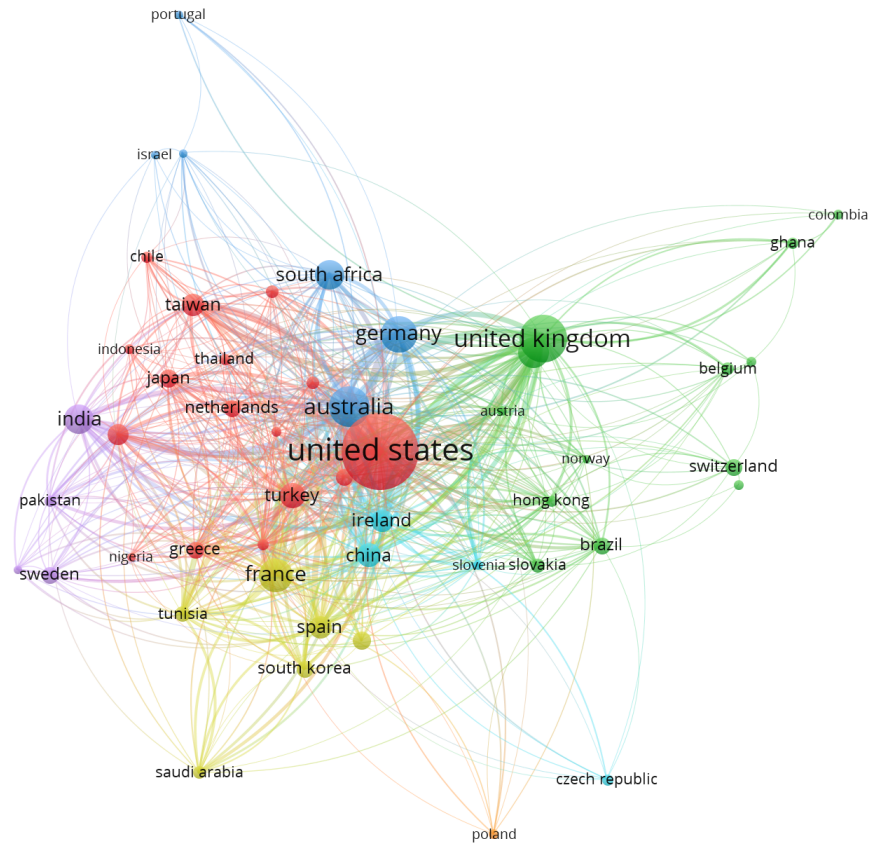 portugal
israel
colombia
ghana
chile
south africa
taiwan
germany
united kingdom
indonesia
thailand
belgium
japan
netherlands
australia
austria
india
united states
norway
switzerland
pakistan
turkey
hong kong
ireland
brazil
nigeria
greece
china
slovenia
slovakia
sweden
france
tunisia
spain
south korea
saudi arabia
czech republic
poland